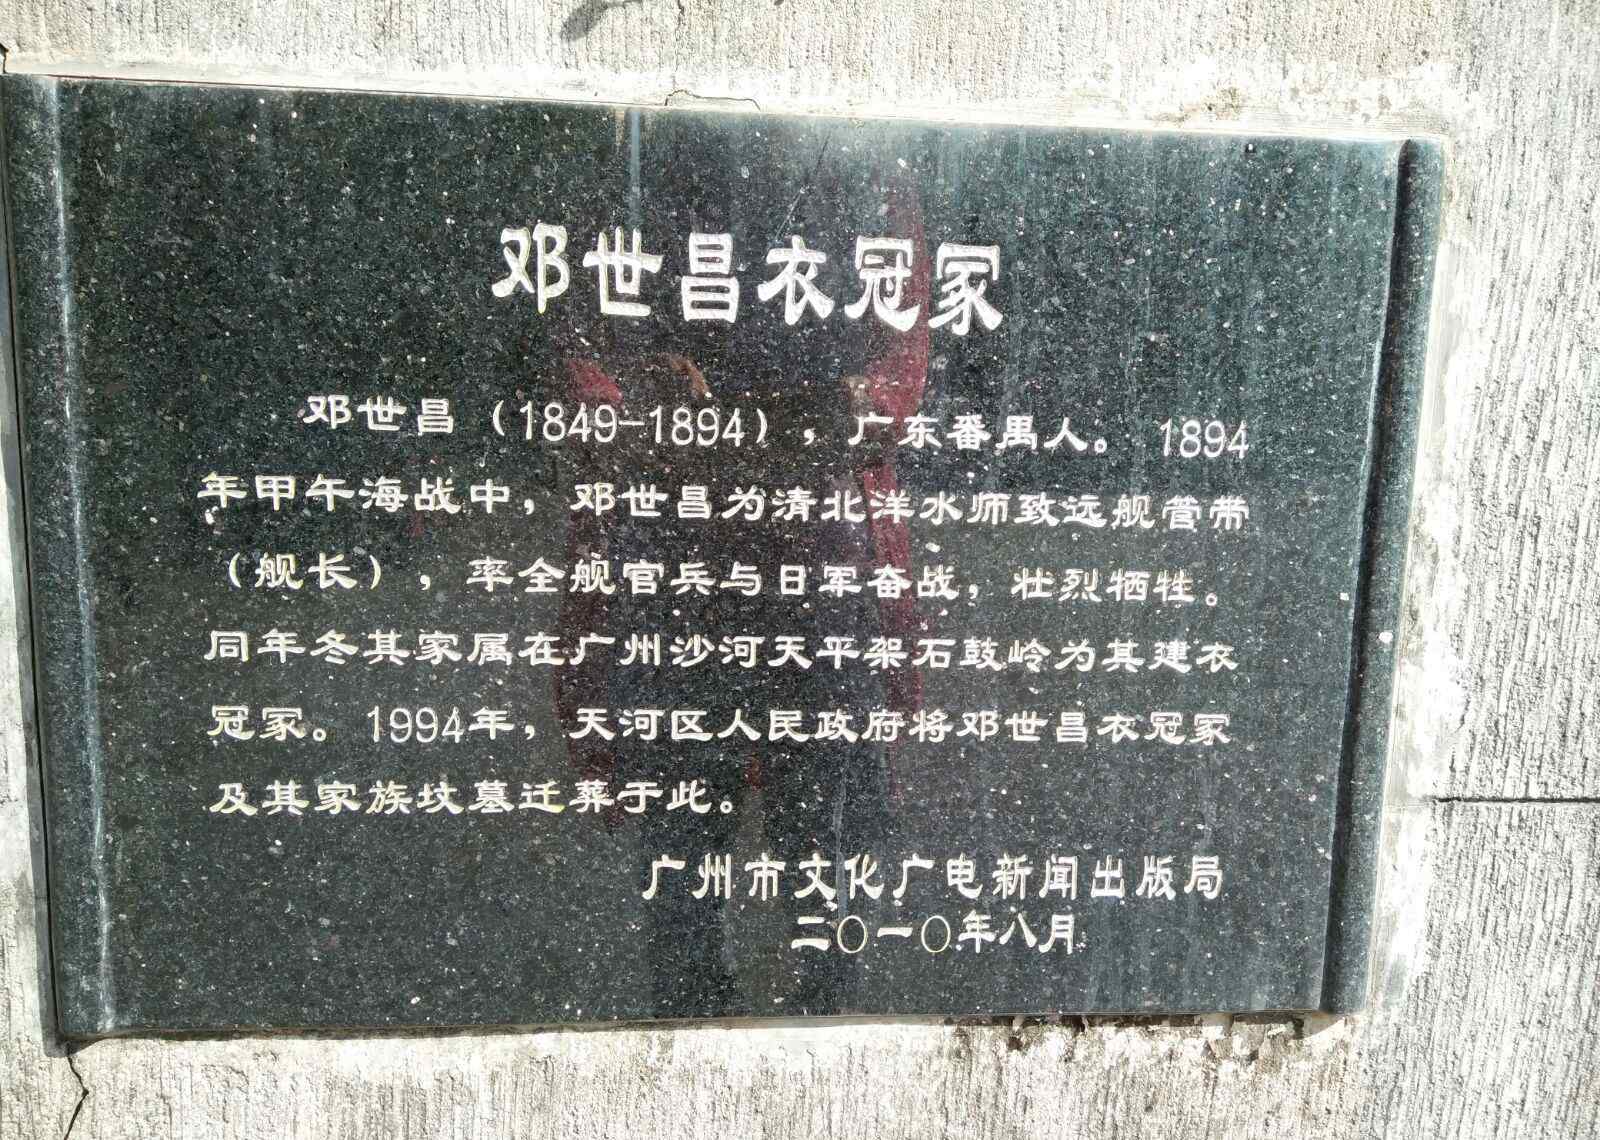 邓世昌衣冠冢
邓世昌（1849-1894），广东番禺人。1894
年甲午海战中，邓世昌为清北洋水师致远舰管带
（舰长），率全舰官兵与日军奋战，壮烈牺牲。
同年冬其家属在广州沙河天平架石鼓岭为其建衣
冠冢。1994年，天河区人民政府将邓世昌衣冠冢
及其家族坟墓迁葬于此。
广州市文化广电新闻出版局
二〇一〇年八月